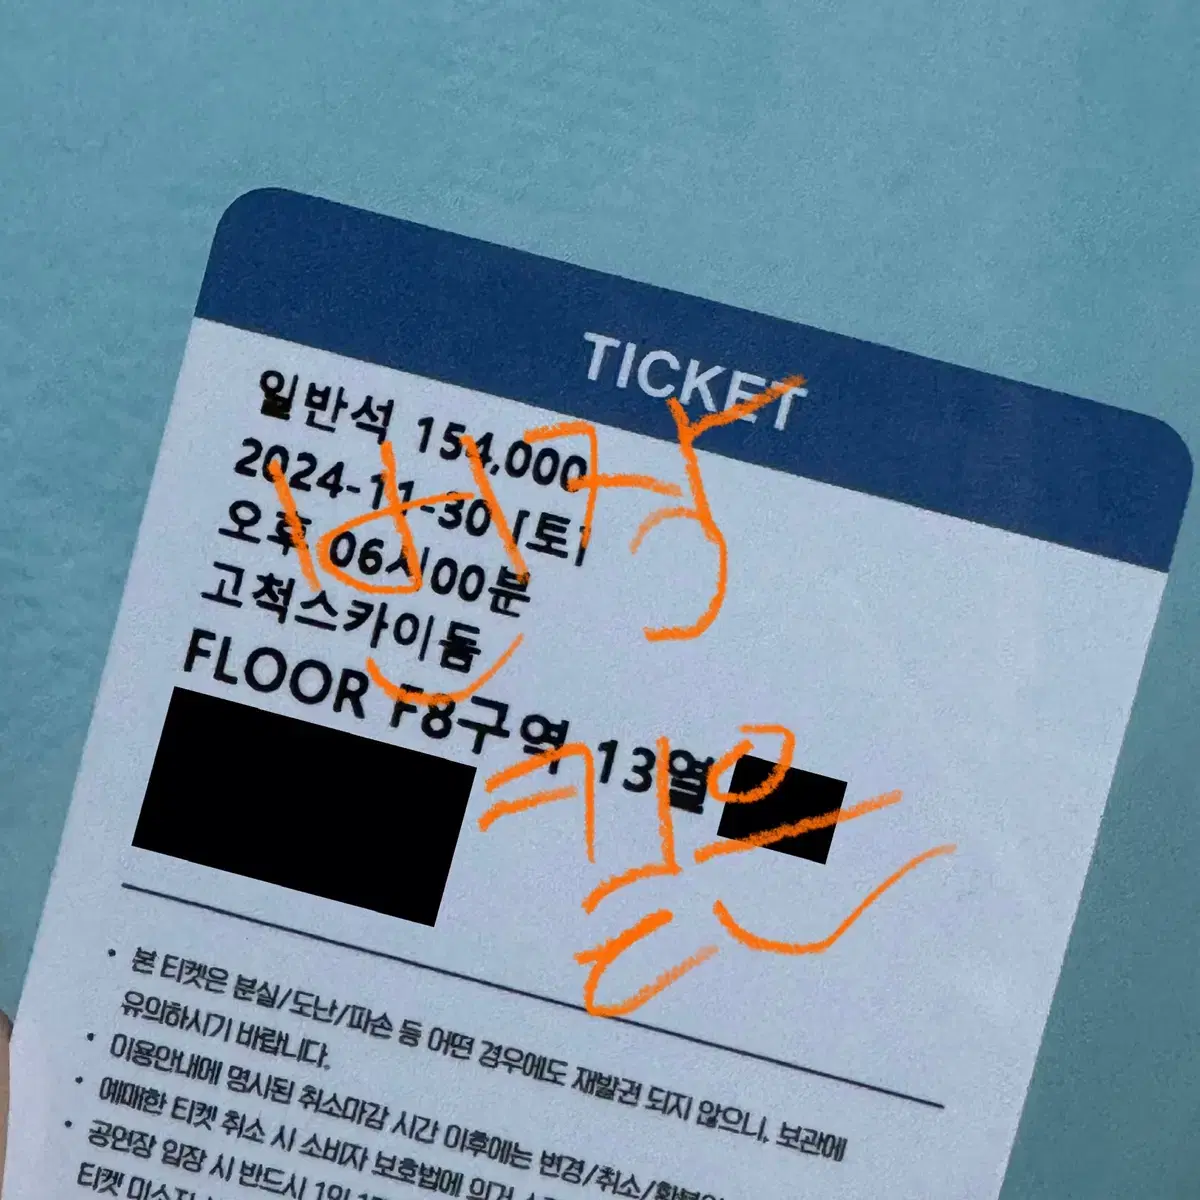 TICKET
일반석 154,000
2024-11-30 [토]
오후 06시00분
고척스카이돔
FLOOR F8구역 13열
• 본 티켓은 분실/도난/파손 등 어떤 경우에도 재발권 되지 않으니, 보관에
유의하시기 바랍니다.
• 이용안내에 명시된 취소마감 시간 이후에는 변경/취소/환불
• 예매한 티켓 취소 시 소비자 보호법에 의거
• 공연장 입장 시 반드시 1인
티켓